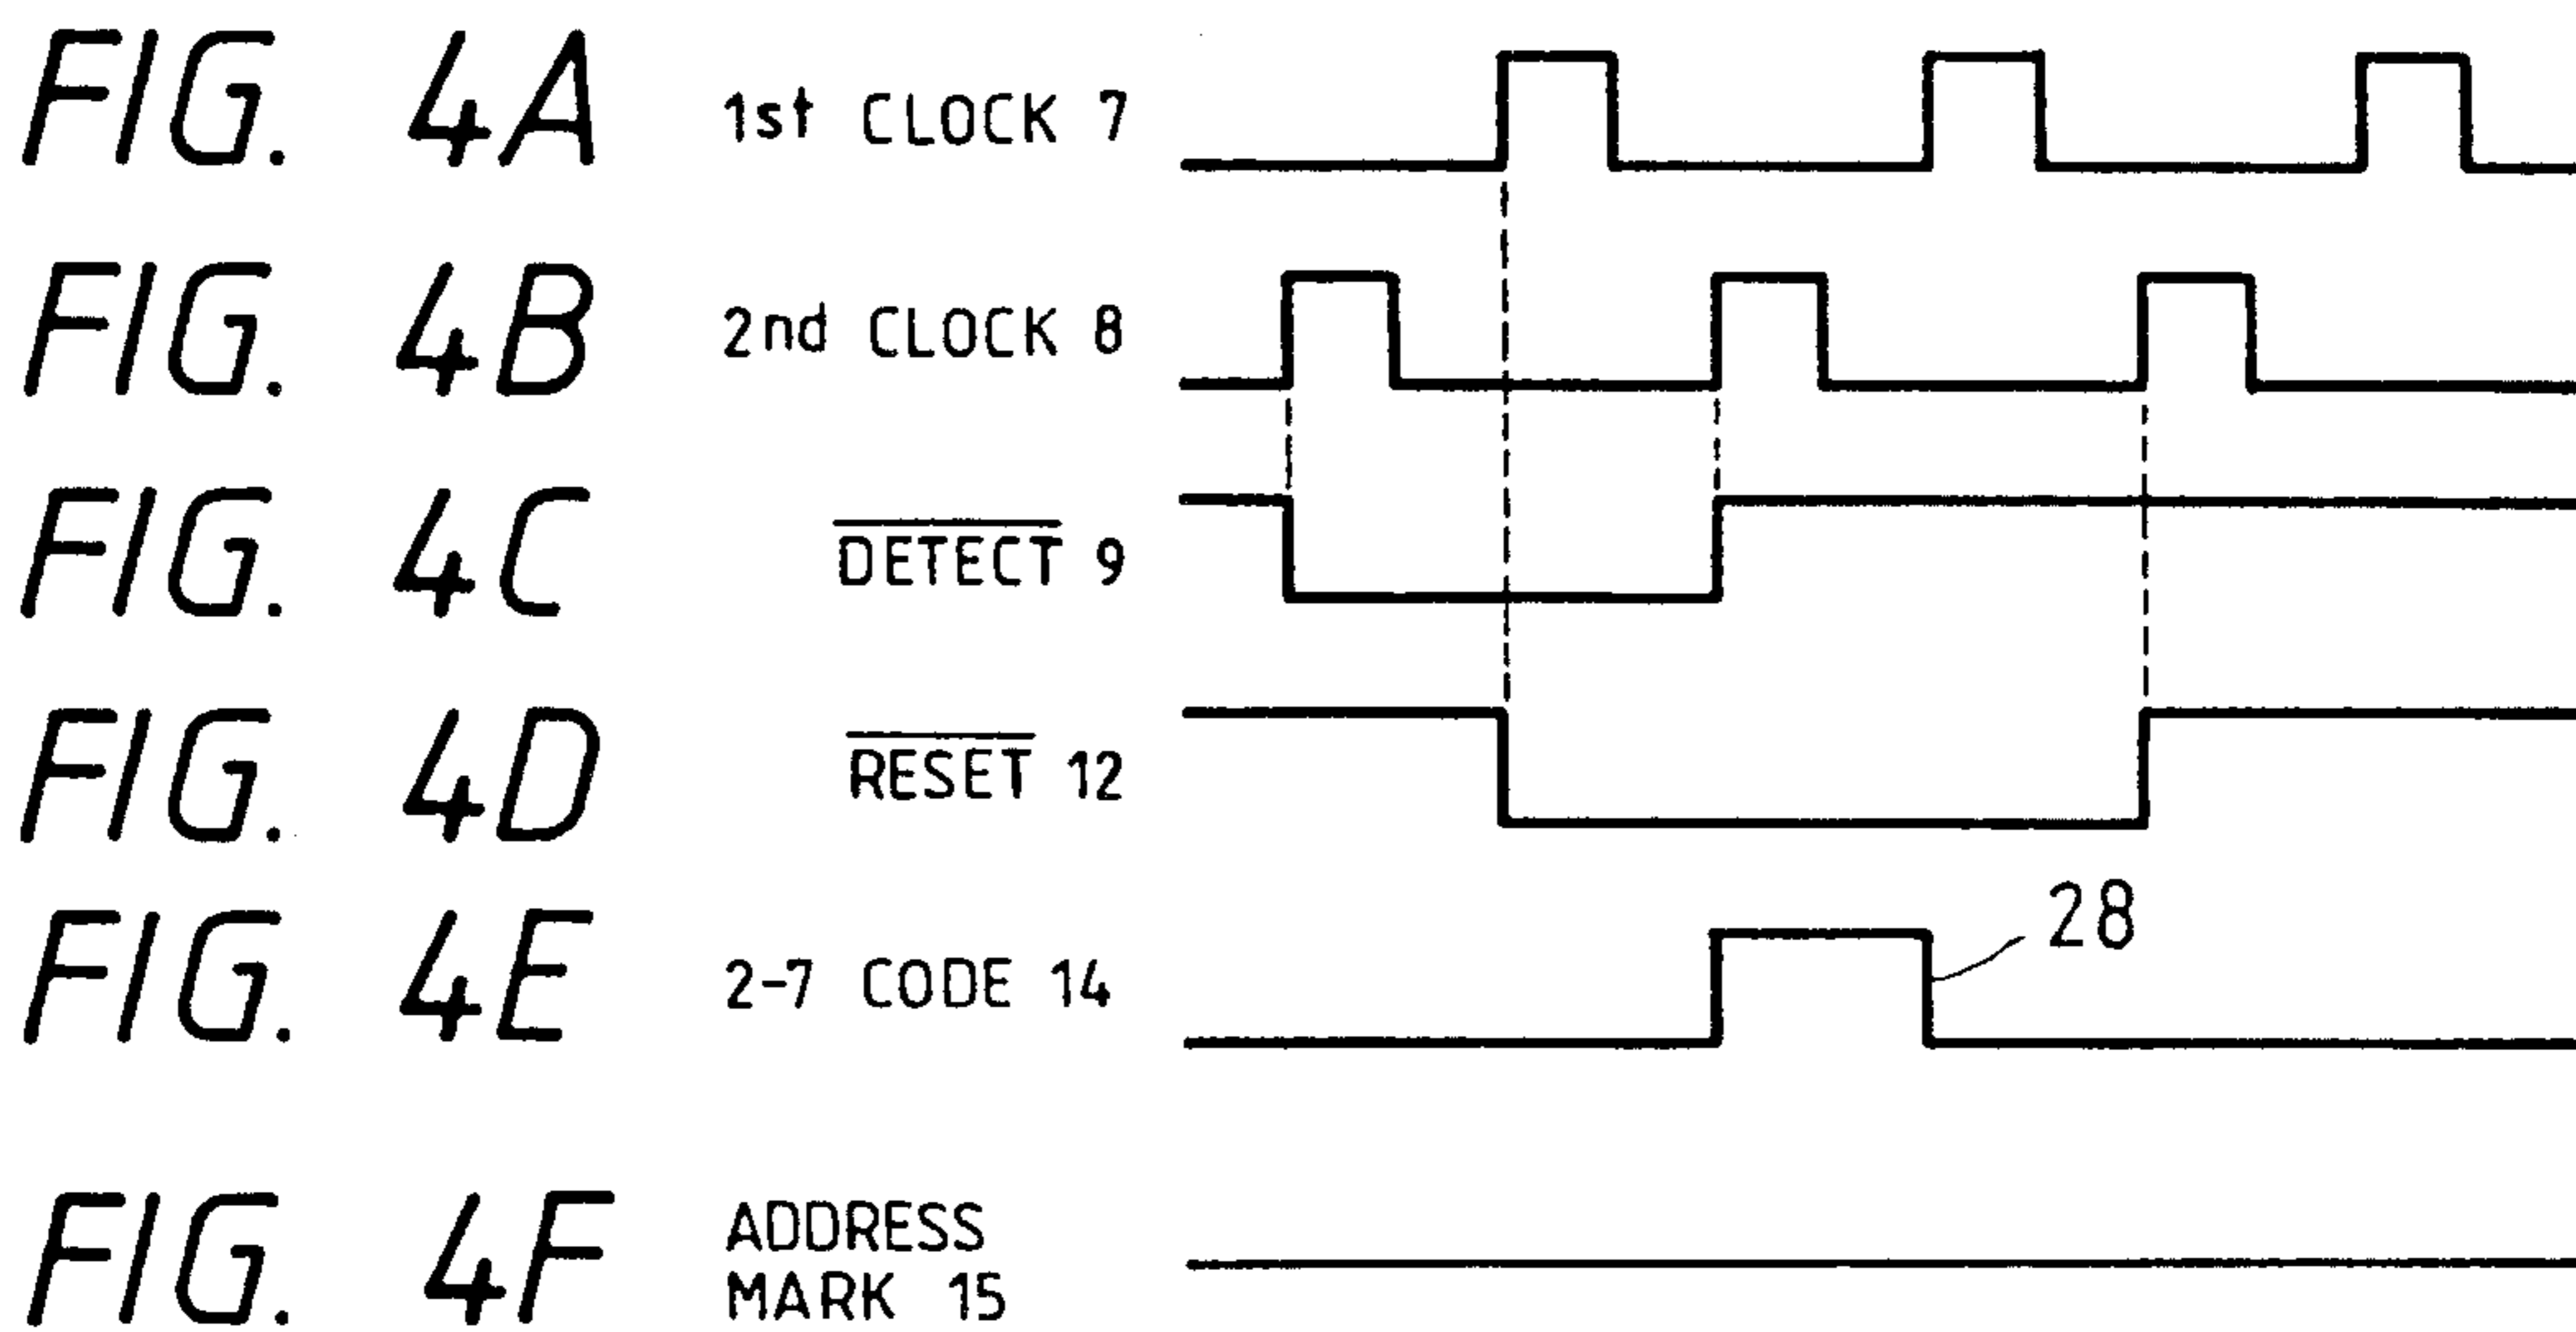 FIG. 4A 1st CLOCK 7
FIG. 4B 2nd CLOCK 8
FIG. 4C DETECT 9
FIG. 4D RESET 12
FIG. 4E 2-7 CODE 14
28
FIG. 4F ADDRESS
MARK 15